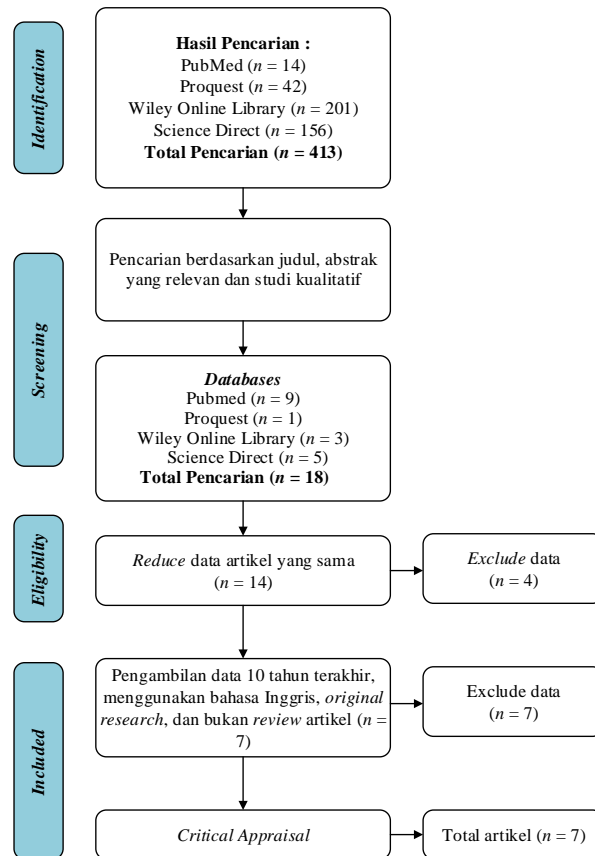 Identification
Hasil Pencarian :
PubMed (n = 14)
Proquest (n = 42)
Wiley Online Library (n = 201)
Science Direct (n = 156)
Total Pencarian (n = 413)
Screening
Pencarian berdasarkan judul, abstrak
yang relevan dan studi kualitatif
Databases
Pubmed (n = 9)
Proquest (n = 1)
Wiley Online Library (n = 3)
Science Direct (n = 5)
Total Pencarian (n = 18)
Eligibility
Reduce data artikel yang sama
(n = 14)
Exclude data
(n = 4)
Included
Pengambilan data 10 tahun terakhir,
menggunakan bahasa Inggris, original
research, dan bukan review artikel (n =
7)
Exclude data
(n = 7)
Critical Appraisal
Total artikel (n = 7)